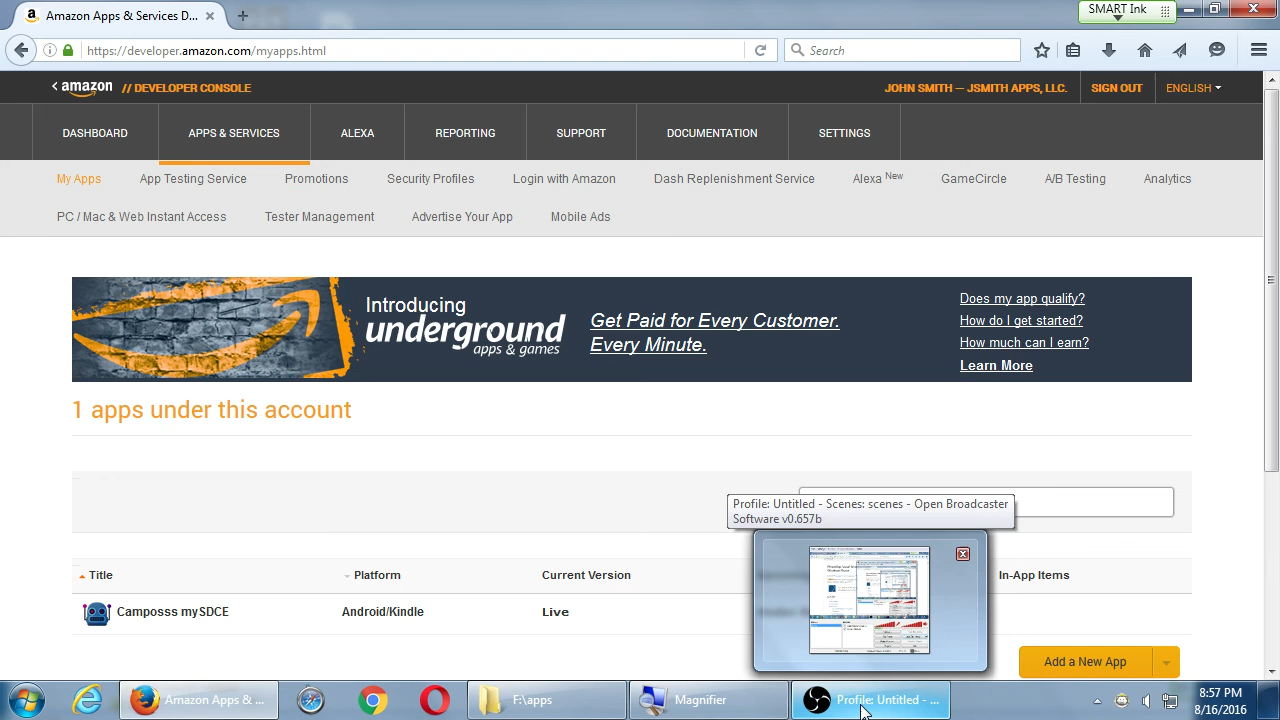 Amazon Apps & Services D...
SMART Ink
https://developer.amazon.com/myapps.html
Search
amazon // DEVELOPER CONSOLE
JOHN SMITH — JSMITH APPS, LLC.
SIGN OUT
ENGLISH
DASHBOARD
APPS & SERVICES
ALEXA
REPORTING
SUPPORT
DOCUMENTATION
SETTINGS
My Apps
App Testing Service
Promotions
Security Profiles
Login with Amazon
Dash Replenishment Service
Alexa New
GameCircle
A/B Testing
Analytics
PC / Mac & Web Instant Access
Tester Management
Advertise Your App
Mobile Ads
Introducing
underground
apps & games
Get Paid for Every Customer.
Every Minute.
Does my app qualify?
How do I get started?
How much can I earn?
Learn More
1 apps under this account
Profile: Untitled - Scenes: scenes - Open Broadcaster
Software v0.657b
Title
Platform
Current Version
In-App Items
Camposss mySDCE
Android/Kindle
Live
Add a New App
Amazon Apps & ...
F:\apps
Magnifier
Profile: Untitled - ...
8:57 PM
8/16/2016